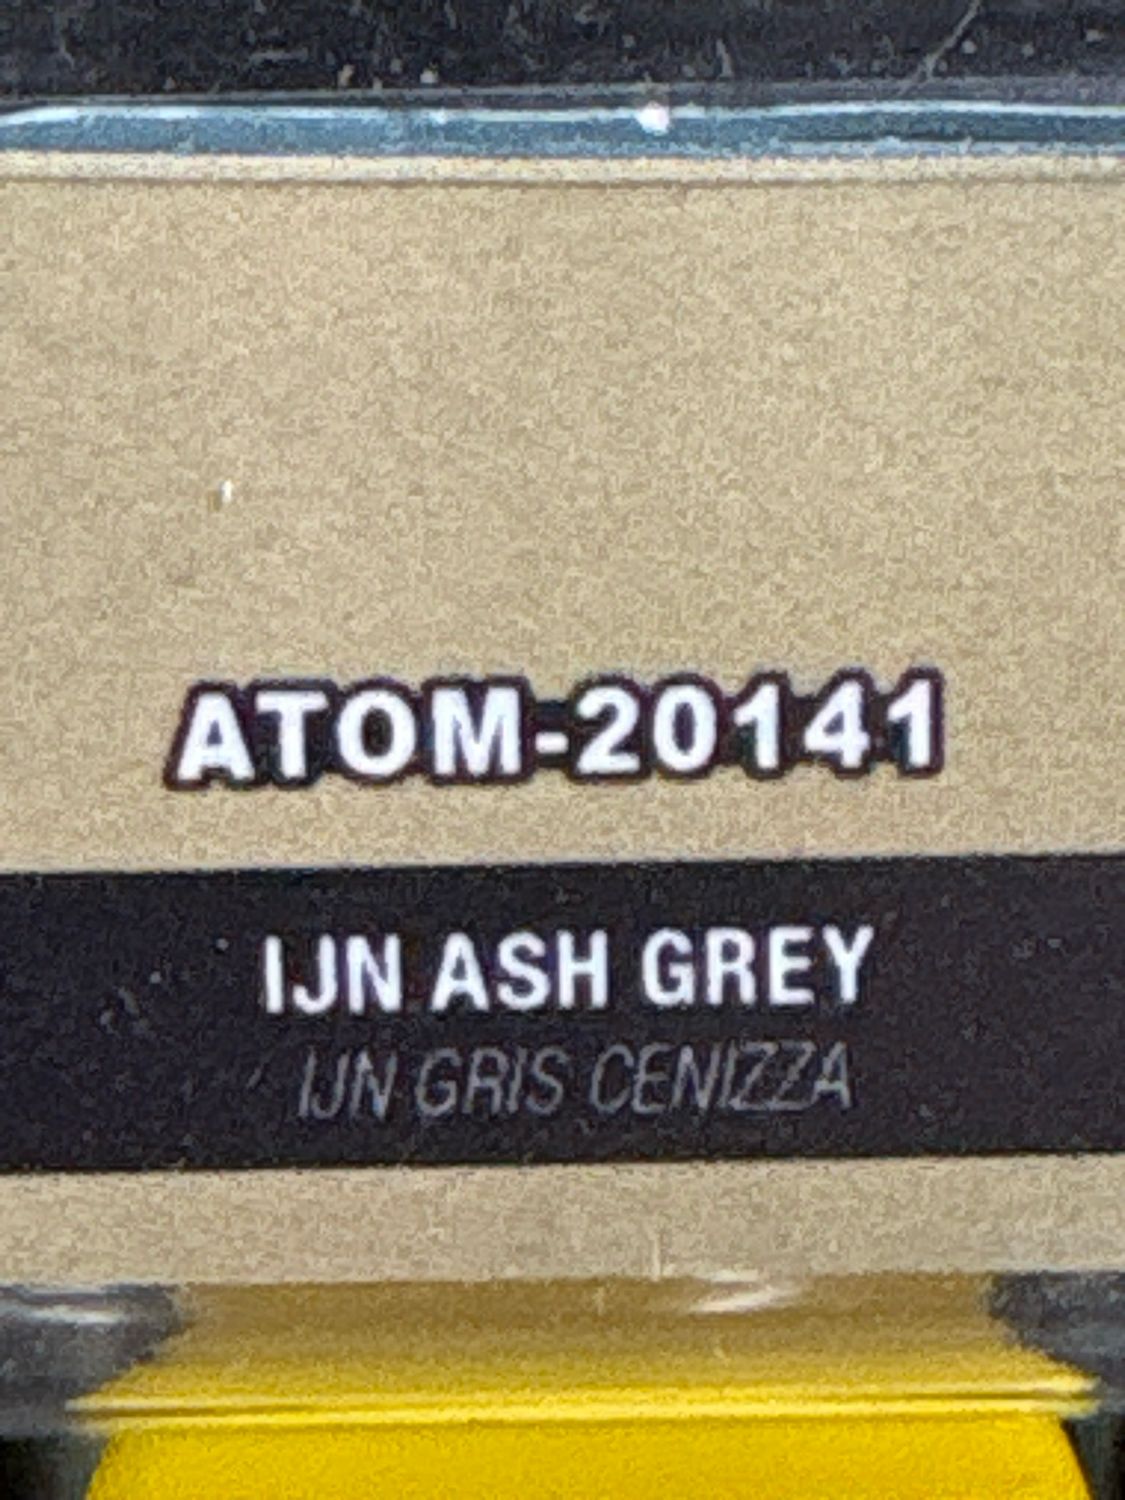 ATOM-20141
IJN ASH GREY
IJN GRIS CENIZZA